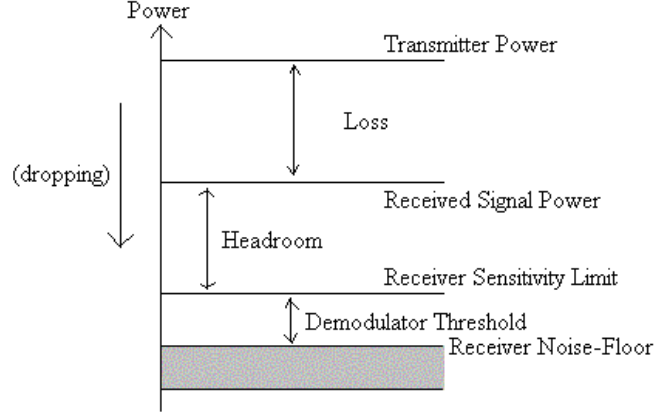 Power
Transmitter Power
Loss
(dropping)
Received Signal Power
Headroom
Receiver Sensitivity Limit
Demodulator Threshold
Receiver Noise-Floor